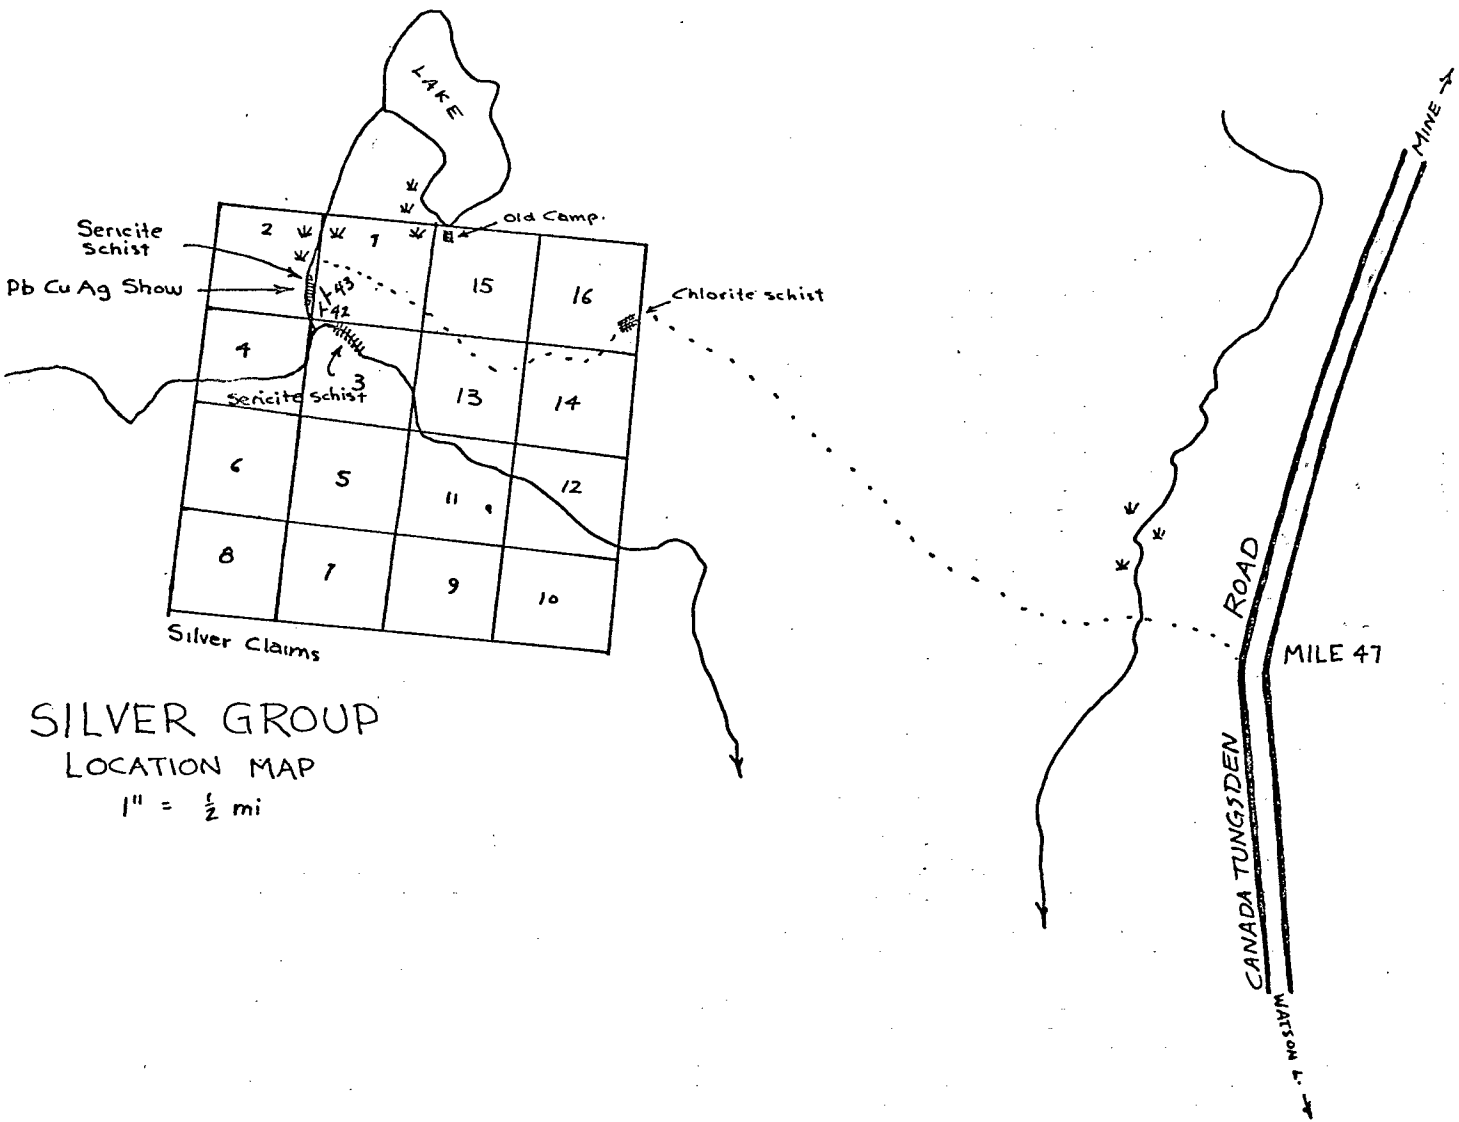 LAKE
MINE
Old Camp.
Sericite
Schist
2
1
15
16
Pb Cu Ag Show
43
42
Chlorite schist
4
3
Sericite Schist
13
14
6
5
11
12
8
7
9
10
Silver Claims
ROAD
MILE 47
SILVER GROUP
LOCATION MAP
1" = 1/2 mi
CANADA TUNGSDEN
WATSON L.